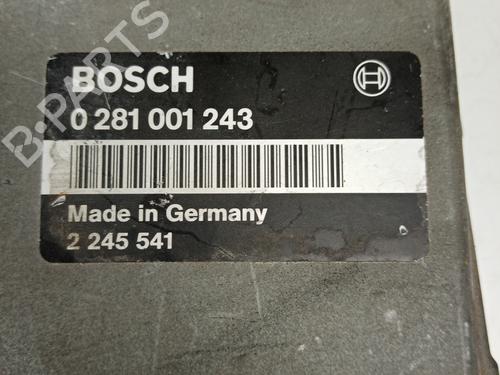 BOSCH
0 281 001 243
Made in Germany
2 245 541
B-PARTS